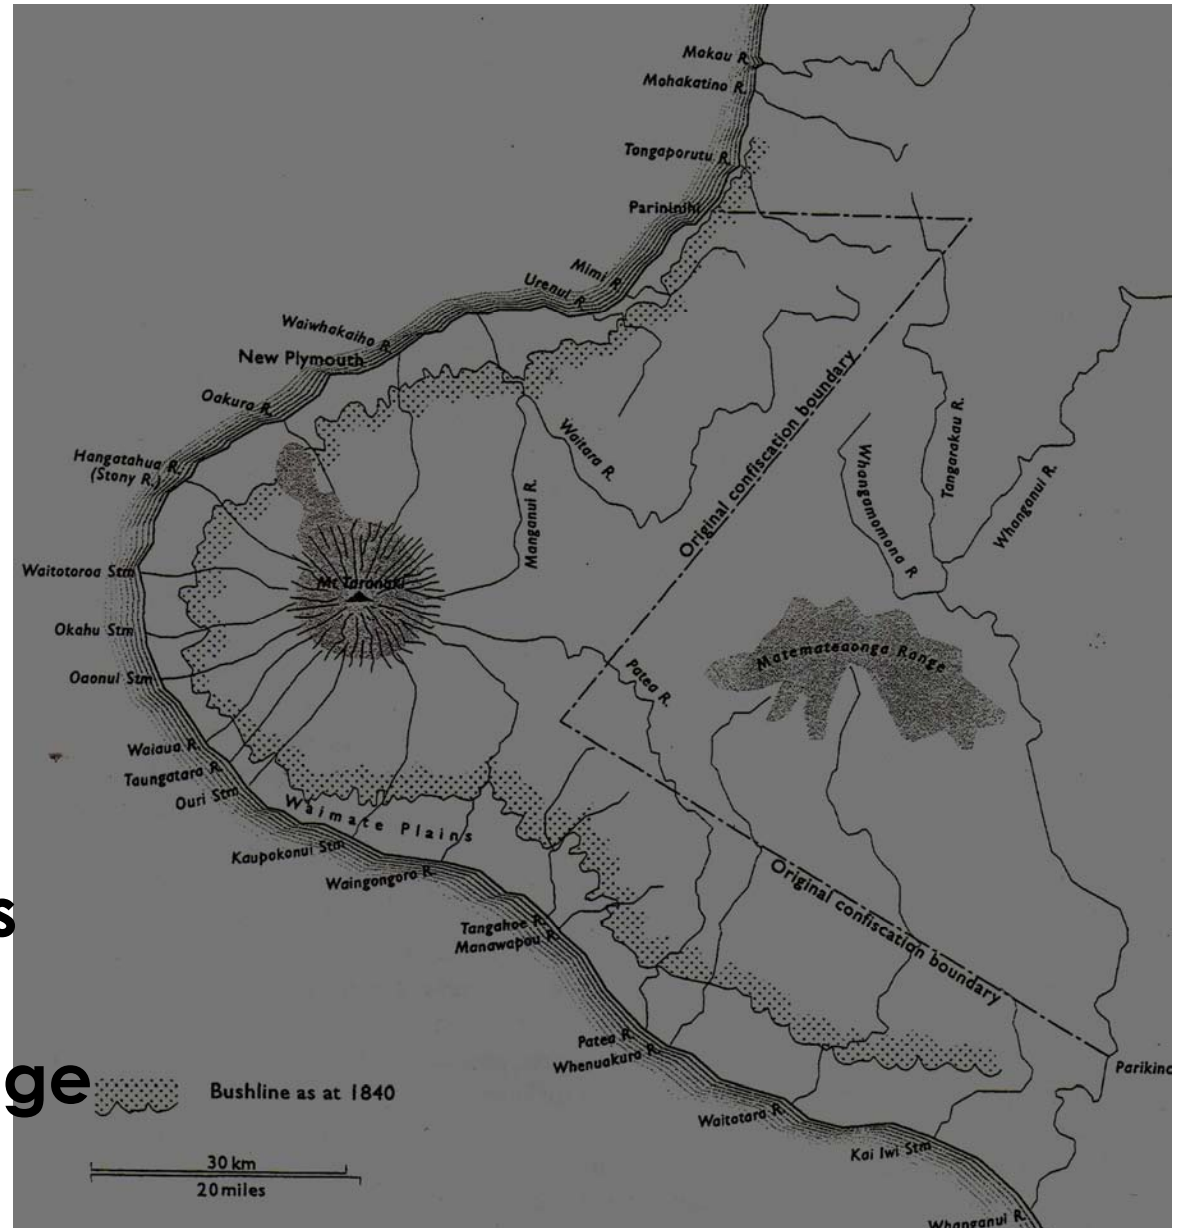 Mokau R.
Mohakatino R.
Tongaporutu R.
Parininihi
Mimi R.
Urenui R.
Waiwhakaiho R.
New Plymouth
Oakura R.
Hangatahua R.
(Stony R.)
Waitara R.
Manganui R.
Original confiscation boundary
Whangamomona R
Tangarakau R.
Whanganui R.
Waitotoroa Stm
Mt Taranaki
Okahu Stm
Oaonui Stm
Matemateaonga Range
Patea R.
Waiaua R.
Taungatara R.
Ouri Stm
Waimate Plains
Kaupokonui Stm
Waingongoro R.
Original confiscation boundary
s
Tangahoe R.
Manawapou R.
Patea R.
Whenuakura R.
Parikino
ge
Bushline as at 1840
Waitotara R.
Kai Iwi Stm
30 km
20 miles
Whanganui R.